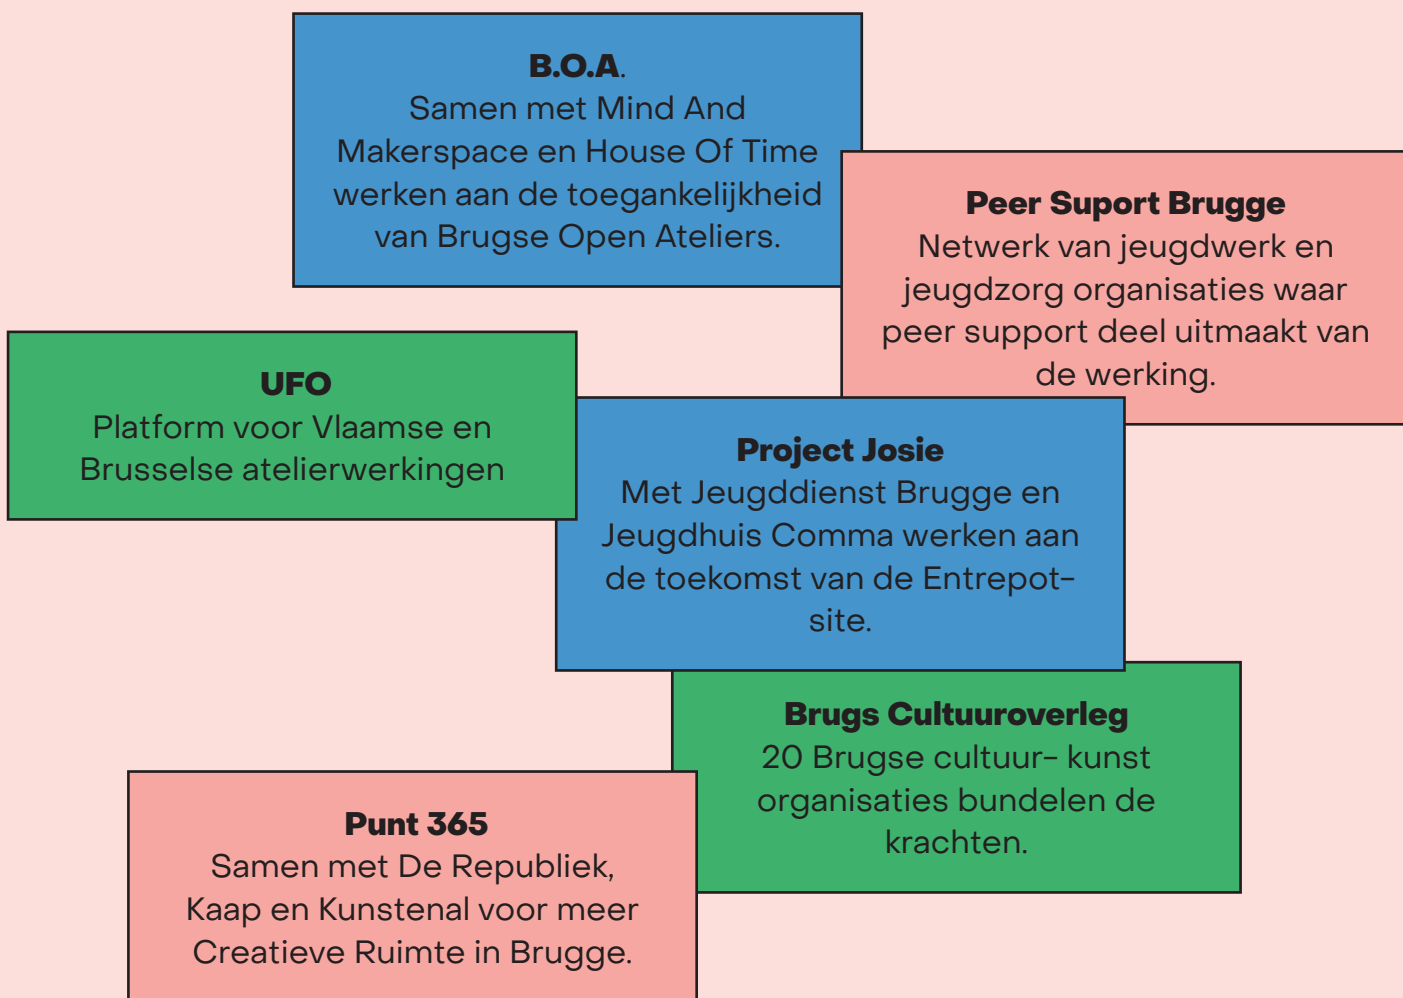 B.O.A.
Samen met Mind And
Makerspace en House Of Time
werken aan de toegankelijkheid
van Brugse Open Ateliers.
Peer Suport Brugge
Netwerk van jeugdwerk en
jeugdzorg organisaties waar
peer support deel uitmaakt van
de werking.
UFO
Platform voor Vlaamse en
Brusselse atelierwerkingen
Project Josie
Met Jeugddienst Brugge en
Jeugdhuis Comma werken aan
de toekomst van de Entrepot-
site.
Brugs Cultuuroverleg
20 Brugse cultuur- kunst
organisaties bundelen de
krachten.
Punt 365
Samen met De Republiek,
Kaap en Kunstenal voor meer
Creatieve Ruimte in Brugge.